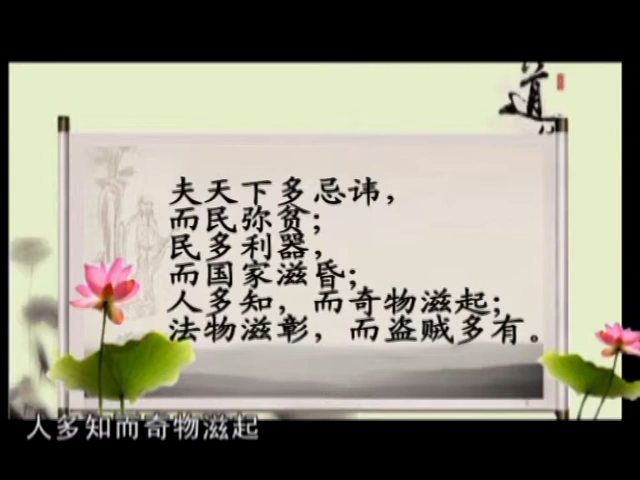 道
夫天下多忌讳，
而民弥贫；
民多利器，
而国家滋昏；
人多知，而奇物滋起；
法物滋彰，而盗贼多有。
人多知而奇物滋起